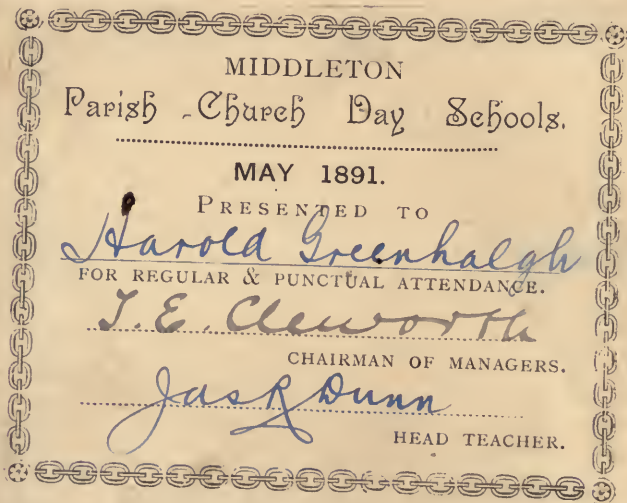 MIDDLETON
Parish Church Day Schools.
MAY 1891.
PRESENTED TO
Harold Greenhalgh
FOR REGULAR & PUNCTUAL ATTENDANCE.
T. E. Cleworth
CHAIRMAN OF MANAGERS.
Jas R Dunn
HEAD TEACHER.